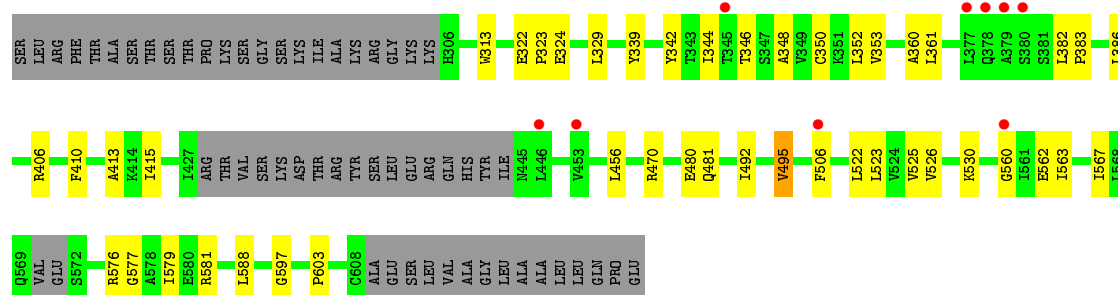 SER LEU ARG PHE THR ALA SER THR SER THR PRO LYS SER GLY SER LYS ILE ALA LYS ARG GLY LYS LYS H306 W313 E322 P323 E324 L329 Y339 Y342 T343 I344 T345 T346 S347 A348 V349 C350 K351 L352 V353 A360 L361 L377 Q378 A379 S380 S381 L382 P383 L386
R406 F410 A413 K414 I415 I427 ARG THR VAL SER LYS ASP THR ARG TYR SER LEU GLU ARG GLN HIS TYR ILE N445 L446 V453 L456 R470 E480 Q481 I492 V495 F506 L522 L523 V524 V525 V526 K530 G560 I561 E562 I563 I567 L568
Q569 VAL GLU S572 R576 G577 A578 I579 E580 R581 L588 G597 P603 C608 ALA GLU SER LEU VAL ALA GLY LEU ALA ALA LEU LEU GLN PRO GLU